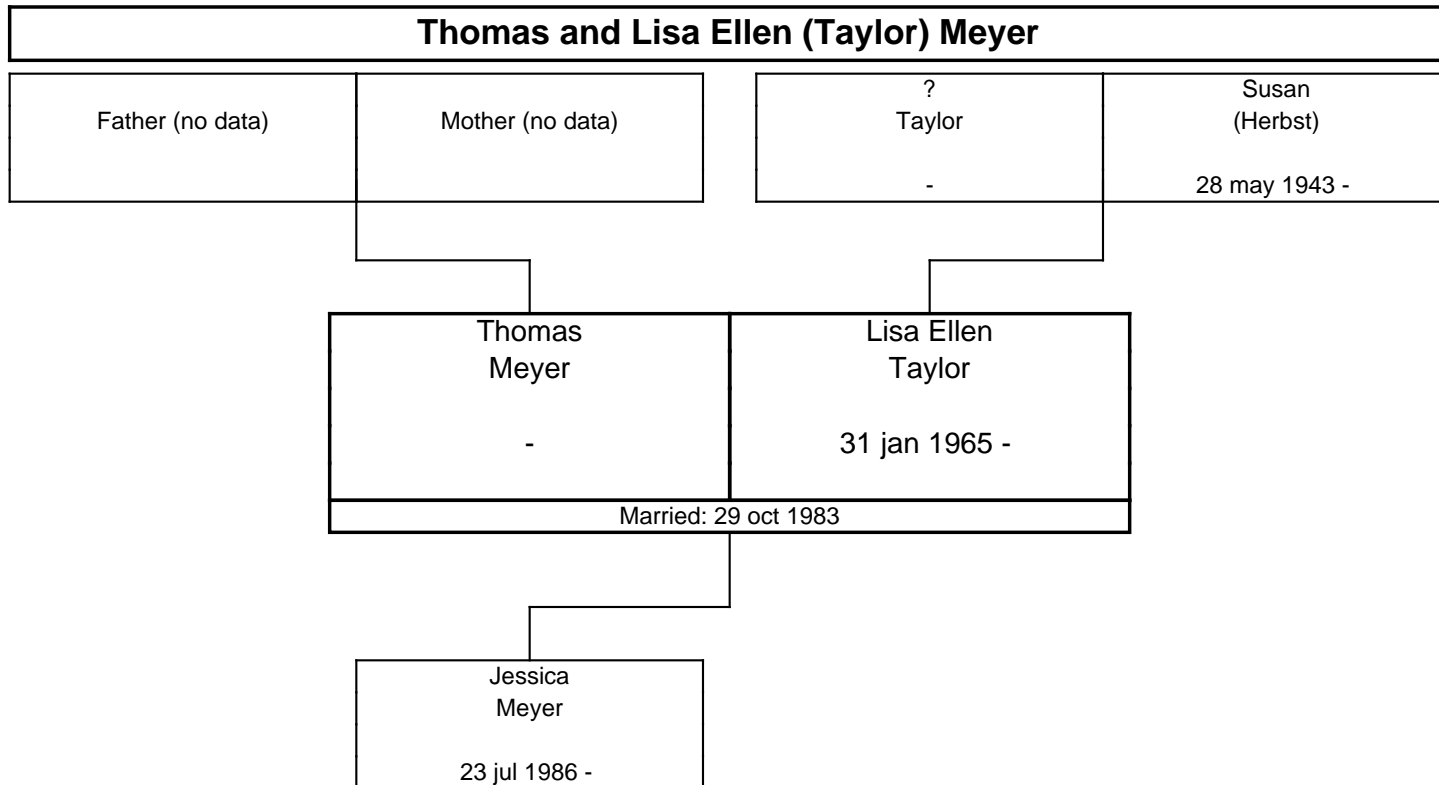 Thomas and Lisa Ellen (Taylor) Meyer
Father (no data)
Mother (no data)
?
Taylor
-
Susan
(Herbst)
28 may 1943 -
Thomas
Meyer
-
Lisa Ellen
Taylor
31 jan 1965 -
Married: 29 oct 1983
Jessica
Meyer
23 jul 1986 -